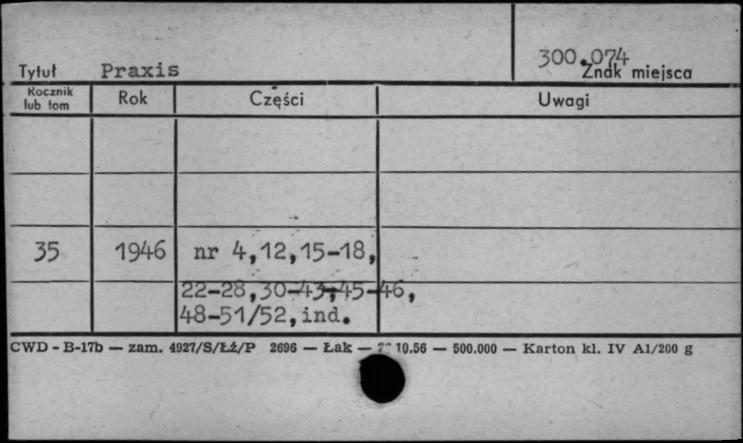 300.074
Tytuł Praxis Znak miejsca
Rocznik lub tom Rok Części Uwagi
35 1946 nr 4,12,15-18,
22-28,30-43,45-46,
48-51/52,ind.
CWD - B-17b — zam. 4927/S/Łź/P 2696 — Łak — 10.56 — 500.000 — Karton kl. IV A1/200 g